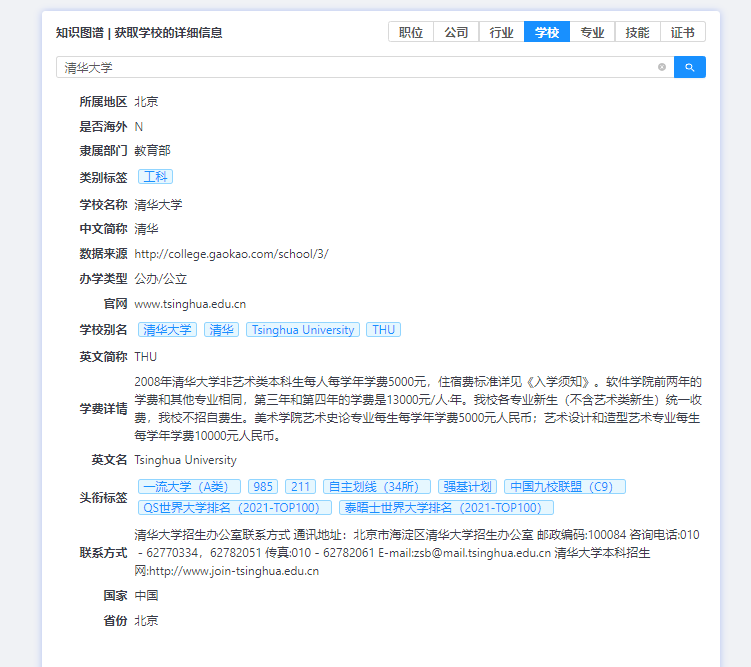 知识图谱 | 获取学校的详细信息 职位 公司 行业 学校 专业 技能 证书
清华大学
所属地区 北京
是否海外 N
隶属部门 教育部
类别标签 工科
学校名称 清华大学
中文简称 清华
数据来源 http://college.gaokao.com/school/3/
办学类型 公办/公立
官网 www.tsinghua.edu.cn
学校别名 清华大学 清华 Tsinghua University THU
英文简称 THU
2008年清华大学非艺术类本科生每人每学年学费5000元，住宿费标准详见《入学须知》。软件学院前两年的
学费和其他专业相同，第三年和第四年的学费是13000元/人·年。我校各专业新生（不含艺术类新生）统一收
学费详情 费，我校不招自费生。美术学院艺术史论专业每生每学年学费5000元人民币；艺术设计和造型艺术专业每生
每学年学费10000元人民币。
英文名 Tsinghua University
头衔标签 一流大学（A类） 985 211 自主划线（34所） 强基计划 中国九校联盟（C9）
QS世界大学排名（2021-TOP100） 泰晤士世界大学排名（2021-TOP100）
清华大学招生办公室联系方式 通讯地址：北京市海淀区清华大学招生办公室 邮政编码:100084 咨询电话:010
联系方式 - 62770334，62782051 传真:010 - 62782061 E-mail:zsb@mail.tsinghua.edu.cn 清华大学本科招生
网:http://www.join-tsinghua.edu.cn
国家 中国
省份 北京